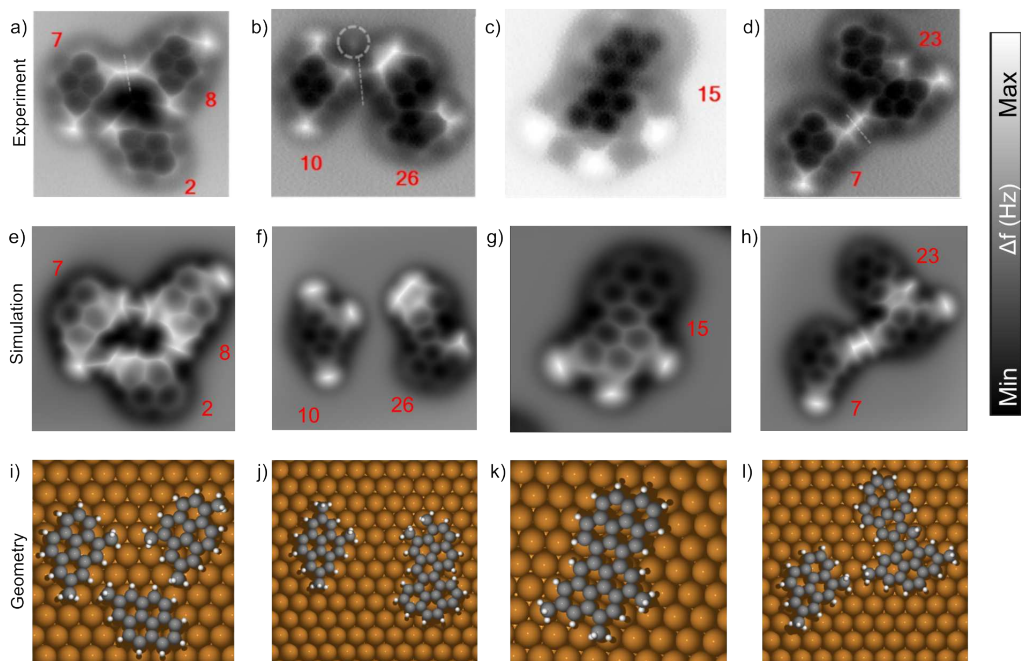 a)
b)
c)
d)
7
8
2
10
26
15
23
7
Experiment
e)
f)
g)
h)
7
8
2
10
26
15
23
7
Simulation
i)
j)
k)
l)
Geometry
Max
Δf (Hz)
Min